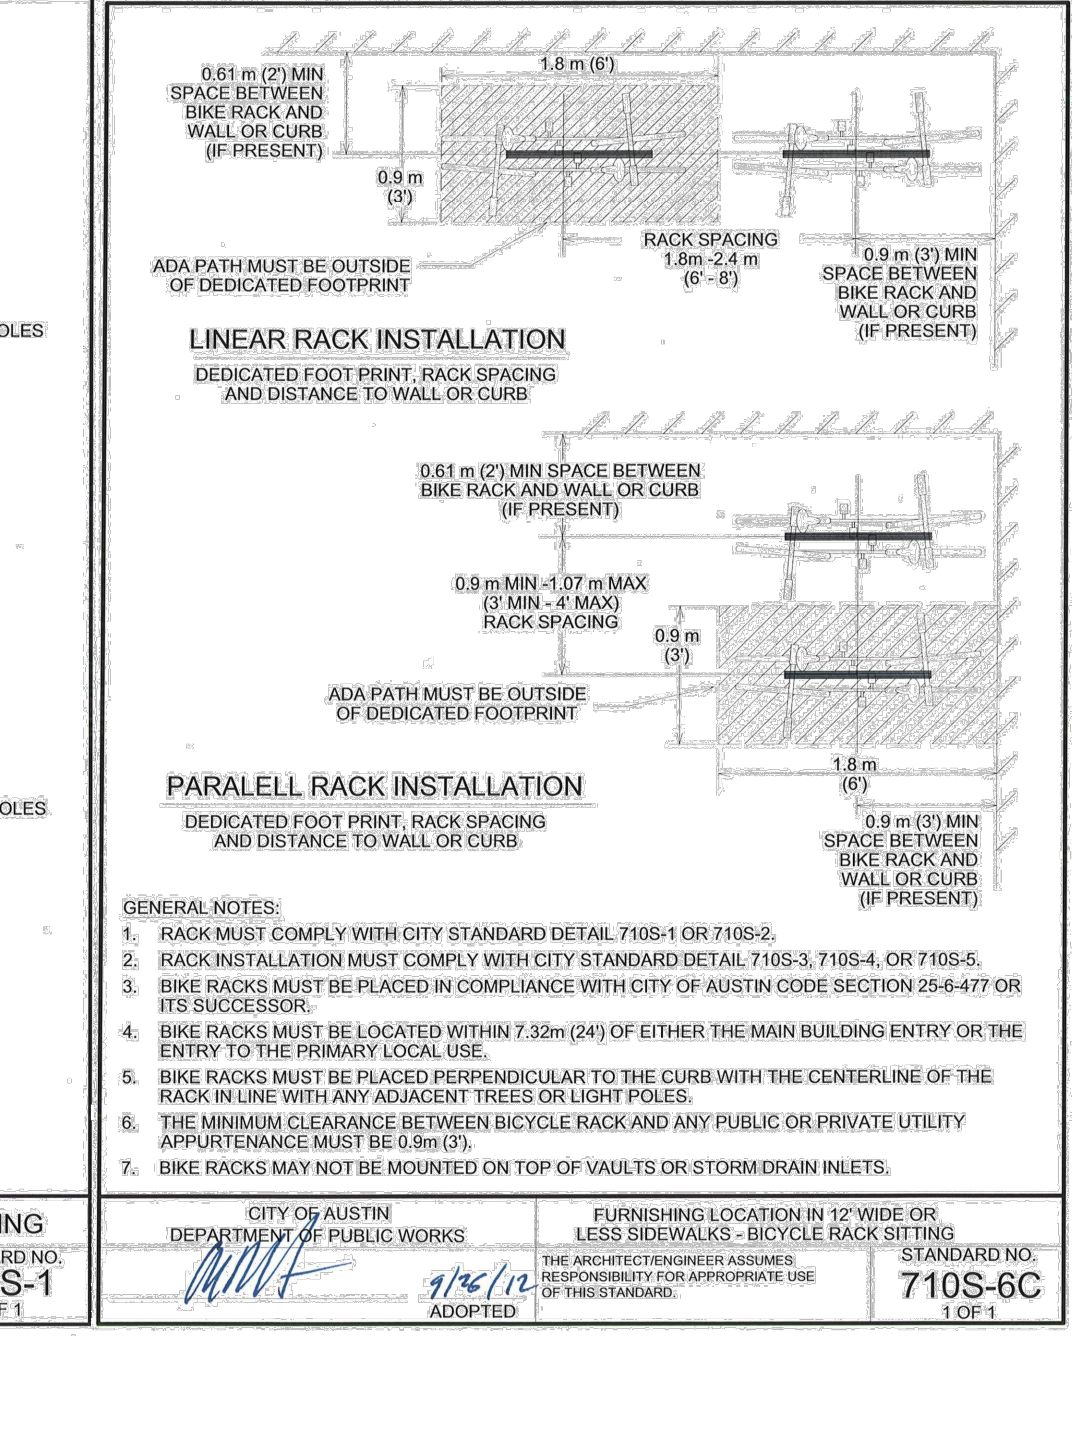 OLES
OLES
ING
RD NO.
S-1
F 1
1.8 m (6')
0.61 m (2') MIN
SPACE BETWEEN
BIKE RACK AND
WALL OR CURB
(IF PRESENT)
0.9 m
(3')
RACK SPACING
1.8m -2.4 m
(6' - 8')
0.9 m (3') MIN
SPACE BETWEEN
BIKE RACK AND
WALL OR CURB
(IF PRESENT)
ADA PATH MUST BE OUTSIDE
OF DEDICATED FOOTPRINT
LINEAR RACK INSTALLATION
DEDICATED FOOT PRINT, RACK SPACING
AND DISTANCE TO WALL OR CURB
0.61 m (2') MIN SPACE BETWEEN
BIKE RACK AND WALL OR CURB
(IF PRESENT)
0.9 m MIN -1.07 m MAX
(3' MIN - 4' MAX)
RACK SPACING
0.9 m
(3')
ADA PATH MUST BE OUTSIDE
OF DEDICATED FOOTPRINT
1.8 m
(6')
PARALELL RACK INSTALLATION
DEDICATED FOOT PRINT, RACK SPACING
AND DISTANCE TO WALL OR CURB
0.9 m (3') MIN
SPACE BETWEEN
BIKE RACK AND
WALL OR CURB
(IF PRESENT)
GENERAL NOTES:
1. RACK MUST COMPLY WITH CITY STANDARD DETAIL 710S-1 OR 710S-2.
2. RACK INSTALLATION MUST COMPLY WITH CITY STANDARD DETAIL 710S-3, 710S-4, OR 710S-5.
3. BIKE RACKS MUST BE PLACED IN COMPLIANCE WITH CITY OF AUSTIN CODE SECTION 25-6-477 OR
ITS SUCCESSOR.
4. BIKE RACKS MUST BE LOCATED WITHIN 7.32m (24') OF EITHER THE MAIN BUILDING ENTRY OR THE
ENTRY TO THE PRIMARY LOCAL USE.
5. BIKE RACKS MUST BE PLACED PERPENDICULAR TO THE CURB WITH THE CENTERLINE OF THE
RACK IN LINE WITH ANY ADJACENT TREES OR LIGHT POLES.
6. THE MINIMUM CLEARANCE BETWEEN BICYCLE RACK AND ANY PUBLIC OR PRIVATE UTILITY
APPURTENANCE MUST BE 0.9m (3').
7. BIKE RACKS MAY NOT BE MOUNTED ON TOP OF VAULTS OR STORM DRAIN INLETS.
CITY OF AUSTIN
DEPARTMENT OF PUBLIC WORKS
9/26/12
ADOPTED
FURNISHING LOCATION IN 12' WIDE OR
LESS SIDEWALKS - BICYCLE RACK SITTING
THE ARCHITECT/ENGINEER ASSUMES
RESPONSIBILITY FOR APPROPRIATE USE
OF THIS STANDARD.
STANDARD NO.
710S-6C
1 OF 1